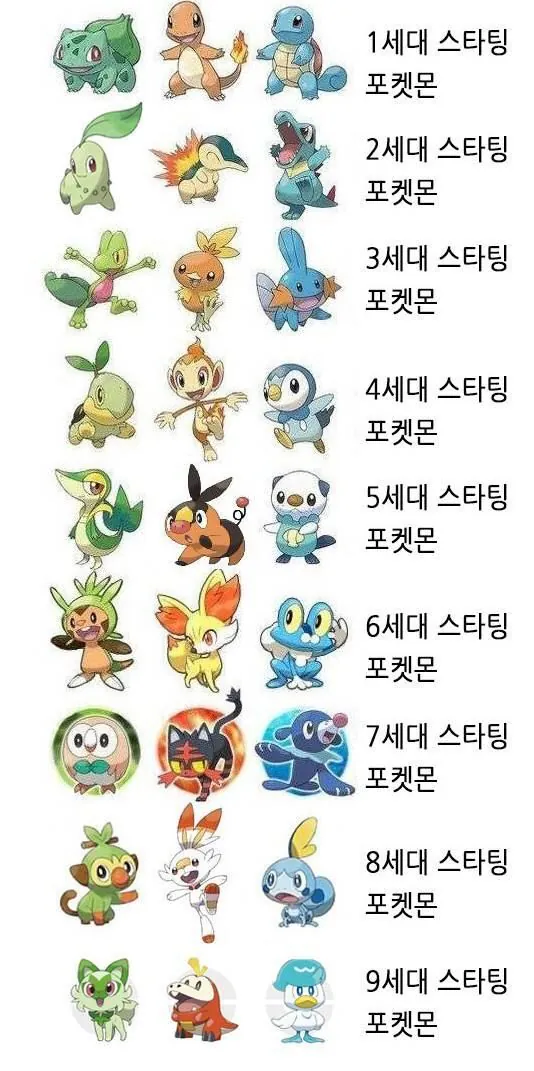 1세대 스타팅
포켓몬
2세대 스타팅
포켓몬
3세대 스타팅
포켓몬
4세대 스타팅
포켓몬
5세대 스타팅
포켓몬
6세대 스타팅
포켓몬
7세대 스타팅
포켓몬
8세대 스타팅
포켓몬
9세대 스타팅
포켓몬